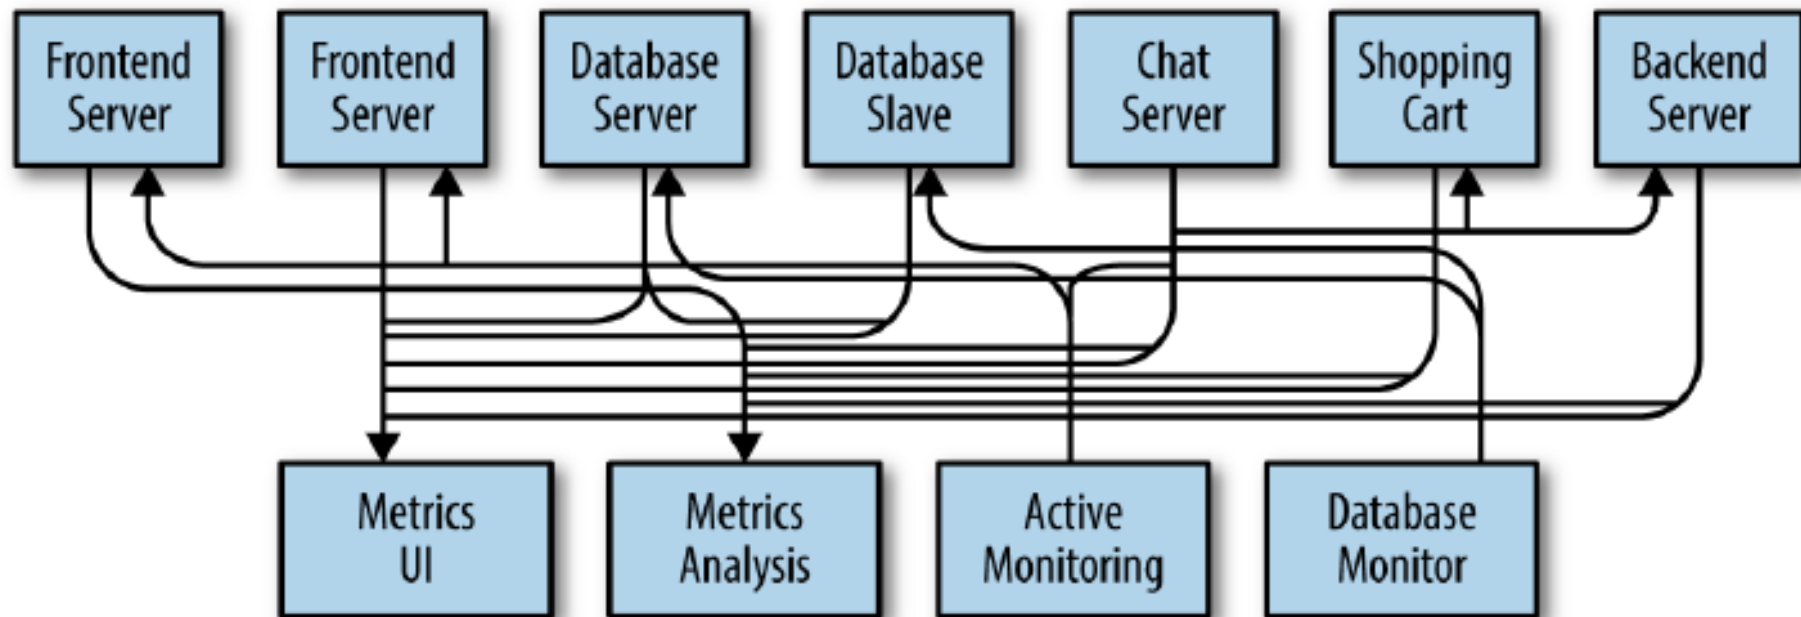 Frontend
Server
Frontend
Server
Database
Server
Database
Slave
Chat
Server
Shopping
Cart
Backend
Server
Metrics
UI
Metrics
Analysis
Active
Monitoring
Database
Monitor